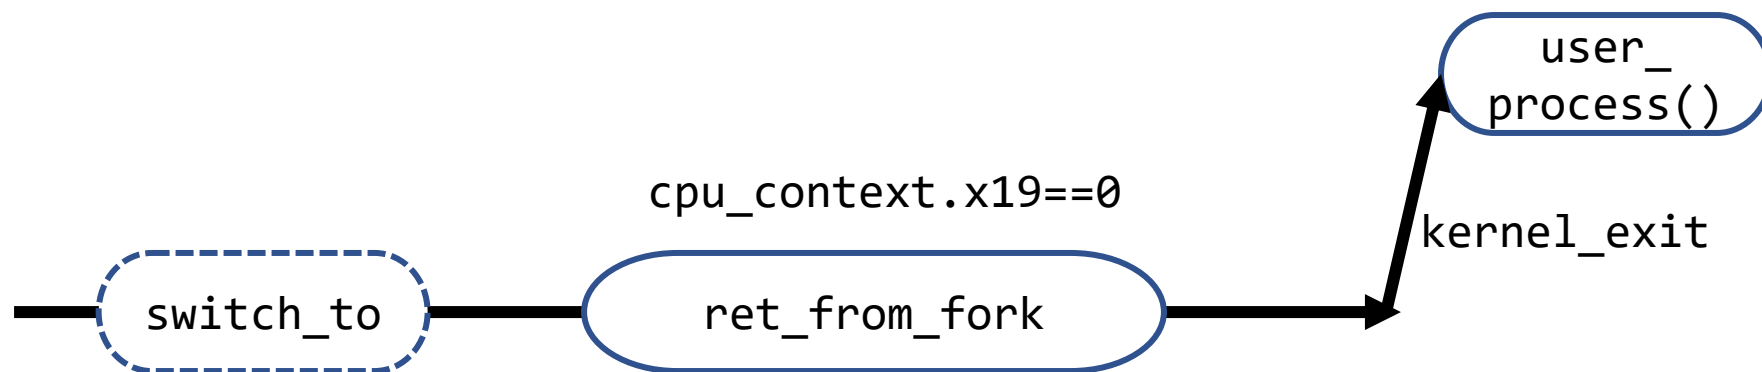 user_
process()
cpu_context.x19==0
kernel_exit
switch_to
ret_from_fork